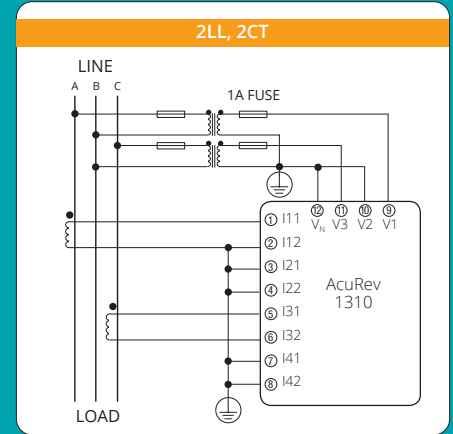 2LL, 2CT
LINE
A B C
1A FUSE
⑫ ⑪ ⑩ ⑨
VN V3 V2 V1
① I11
② I12
③ I21
④ I22
⑤ I31
⑥ I32
⑦ I41
⑧ I42
AcuRev
1310
LOAD